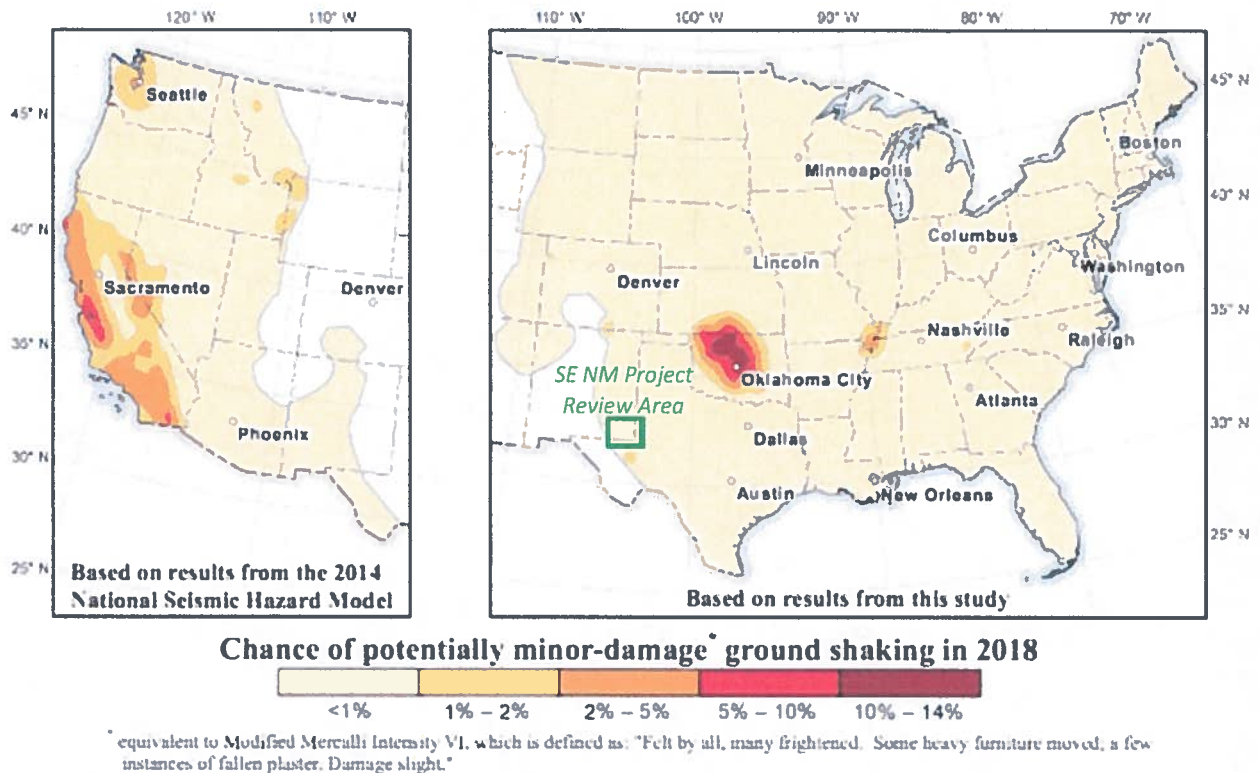 120° W 110° W
110° W 100° W 90° W 80° W 70° W
45° N
40° N
35° N
30° N
25° N
Seattle
Sacramento
Denver
Phoenix
Based on results from the 2014
National Seismic Hazard Model
45° N
40° N
35° N
30° N
25° N
Boston
Minneapolis
Columbus
Lincoln
Washington
Denver
Nashville
Raleigh
SE NM Project
Review Area
Oklahoma City
Atlanta
Dallas
Austin
New Orleans
Based on results from this study
Chance of potentially minor-damage* ground shaking in 2018
<1% 1% – 2% 2% – 5% 5% – 10% 10% – 14%
* equivalent to Modified Mercalli Intensity VI, which is defined as: "Felt by all, many frightened. Some heavy furniture moved; a few
instances of fallen plaster. Damage slight."